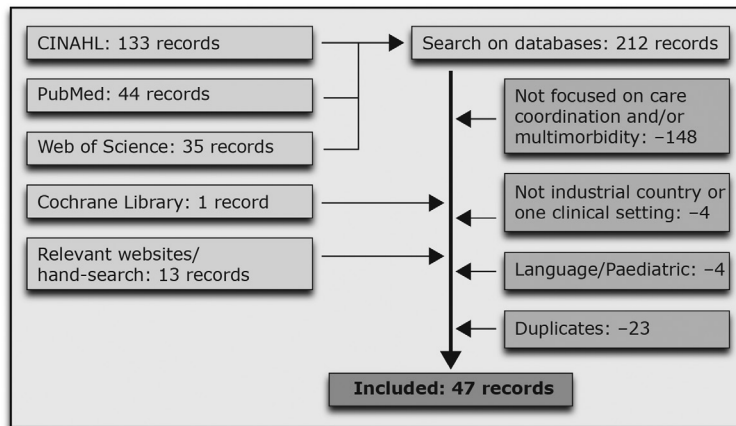 CINAHL: 133 records
PubMed: 44 records
Web of Science: 35 records
Cochrane Library: 1 record
Relevant websites/
hand-search: 13 records
Search on databases: 212 records
Not focused on care
coordination and/or
multimorbidity: –148
Not industrial country or
one clinical setting: –4
Language/Paediatric: –4
Duplicates: –23
Included: 47 records